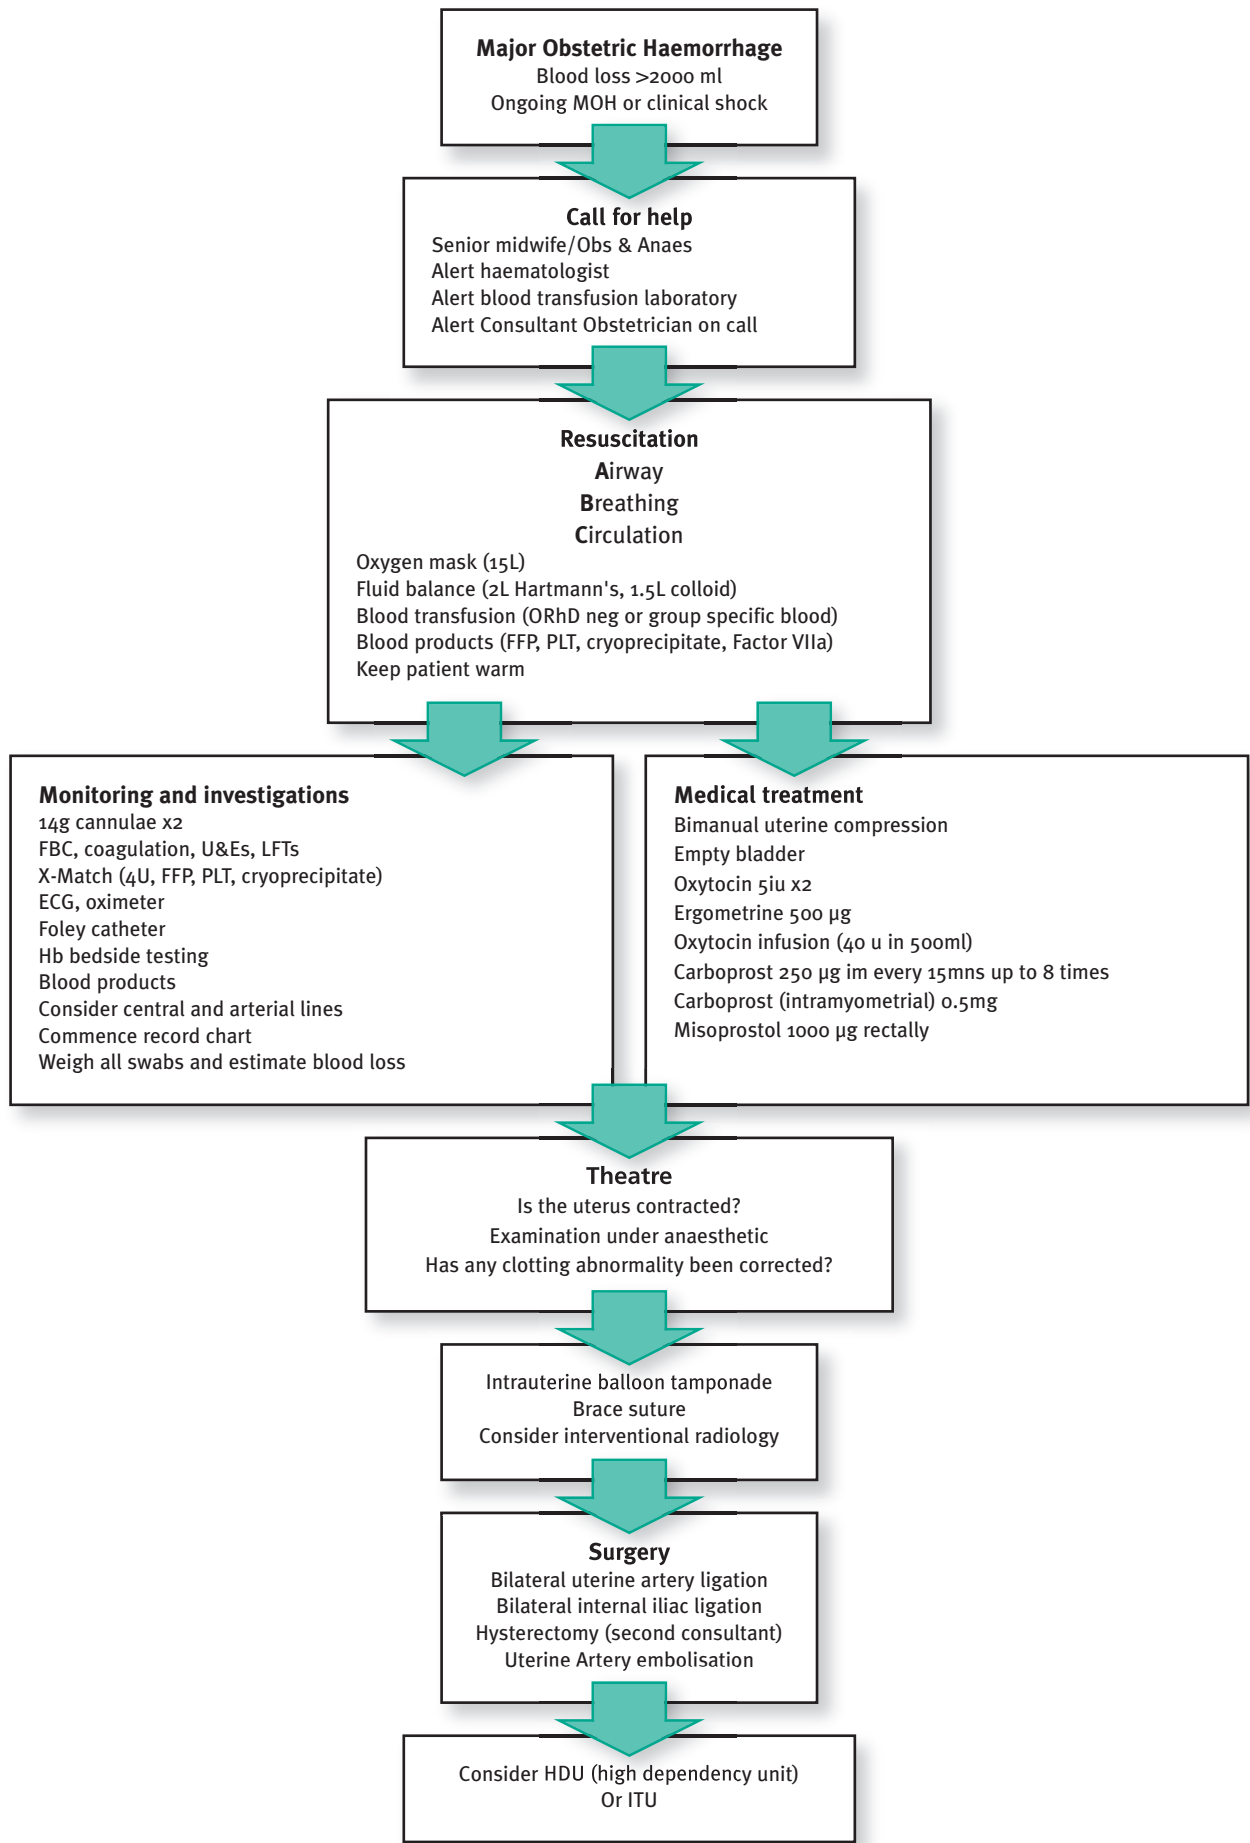 Major Obstetric Haemorrhage
Blood loss >2000 ml
Ongoing MOH or clinical shock
Call for help
Senior midwife/Obs & Anaes
Alert haematologist
Alert blood transfusion laboratory
Alert Consultant Obstetrician on call
Resuscitation
Airway
Breathing
Circulation
Oxygen mask (15L)
Fluid balance (2L Hartmann's, 1.5L colloid)
Blood transfusion (ORhD neg or group specific blood)
Blood products (FFP, PLT, cryoprecipitate, Factor VIIa)
Keep patient warm
Monitoring and investigations
14g cannulae x2
FBC, coagulation, U&Es, LFTs
X-Match (4U, FFP, PLT, cryoprecipitate)
ECG, oximeter
Foley catheter
Hb bedside testing
Blood products
Consider central and arterial lines
Commence record chart
Weigh all swabs and estimate blood loss
Medical treatment
Bimanual uterine compression
Empty bladder
Oxytocin 5iu x2
Ergometrine 500 µg
Oxytocin infusion (40 u in 500ml)
Carboprost 250 µg im every 15mns up to 8 times
Carboprost (intramyometrial) 0.5mg
Misoprostol 1000 µg rectally
Theatre
Is the uterus contracted?
Examination under anaesthetic
Has any clotting abnormality been corrected?
Intrauterine balloon tamponade
Brace suture
Consider interventional radiology
Surgery
Bilateral uterine artery ligation
Bilateral internal iliac ligation
Hysterectomy (second consultant)
Uterine Artery embolisation
Consider HDU (high dependency unit)
Or ITU